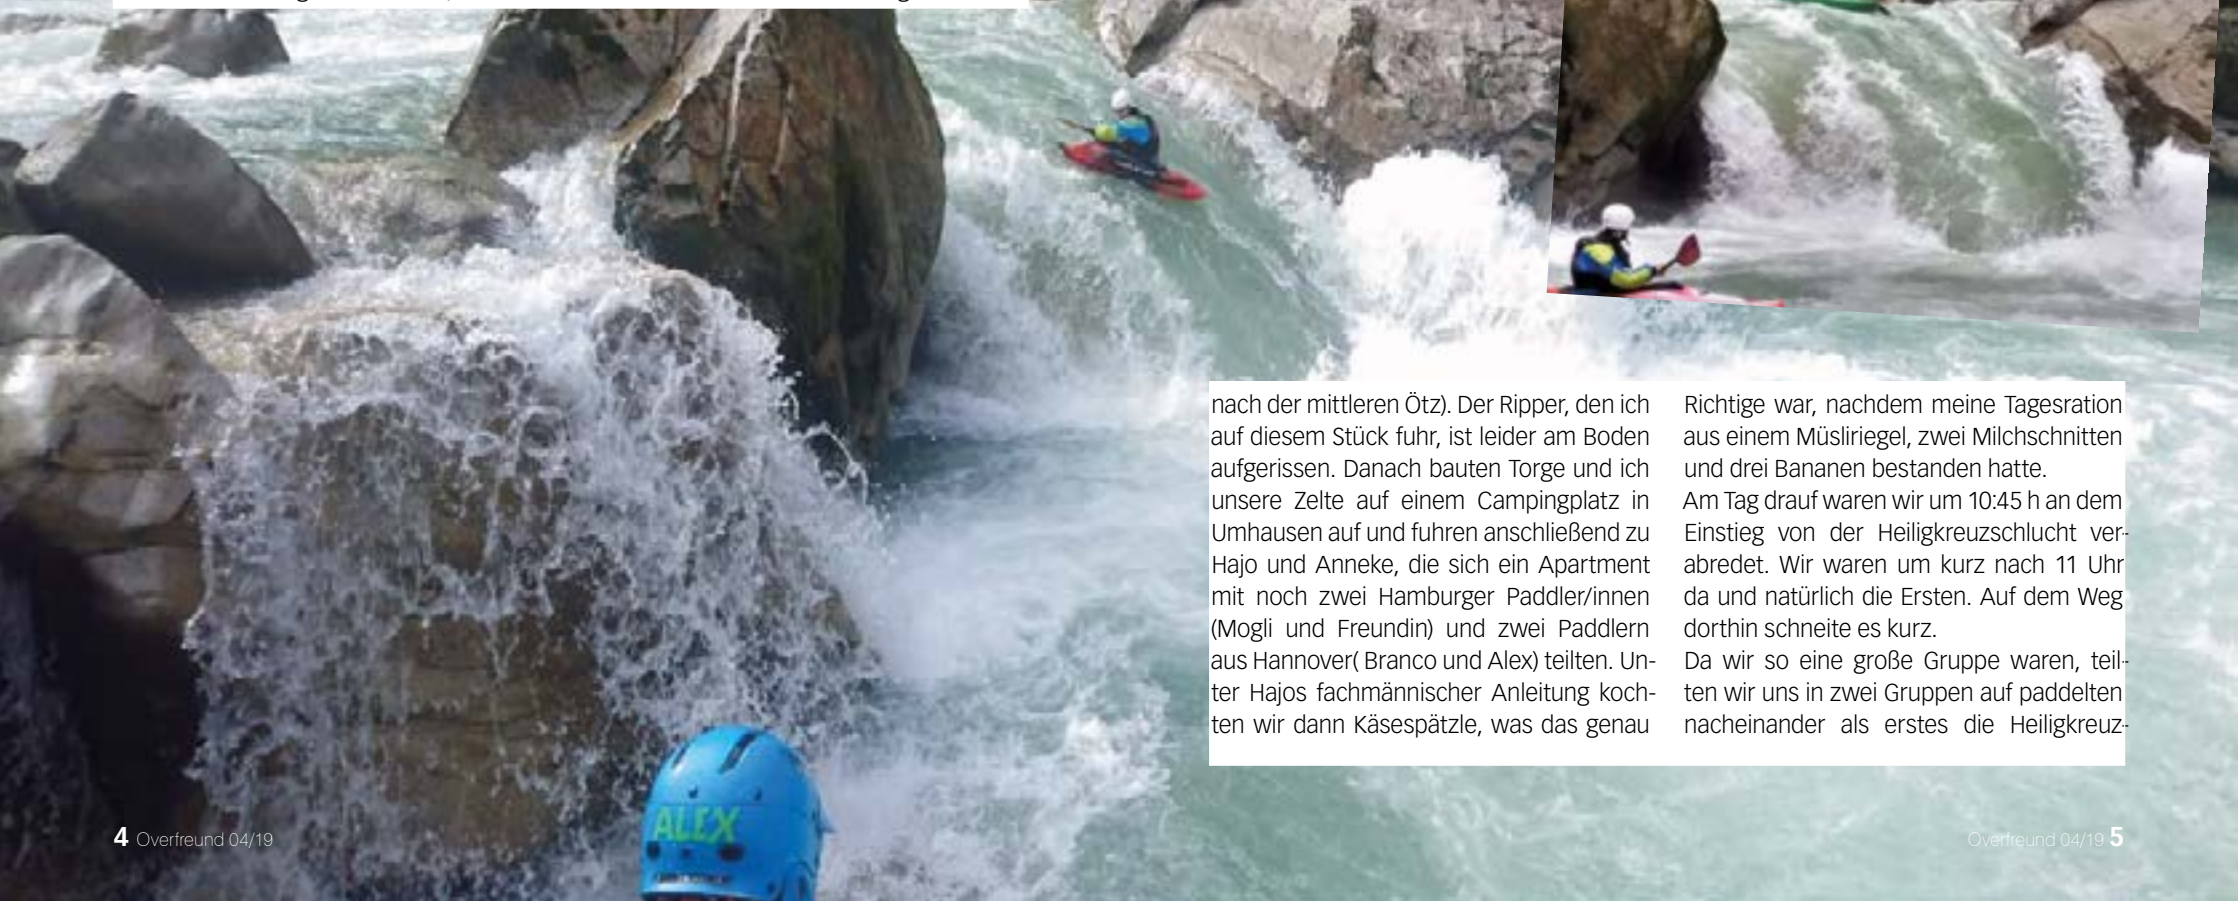 nach der mittleren Ötz). Der Ripper, den ich
auf diesem Stück fuhr, ist leider am Boden
aufgerissen. Danach bauten Torge und ich
unsere Zelte auf einem Campingplatz in
Umhausen auf und fuhren anschließend zu
Hajo und Anneke, die sich ein Apartment
mit noch zwei Hamburger Paddler/innen
(Mogli und Freundin) und zwei Paddlern
aus Hannover( Branco und Alex) teilten. Un-
ter Hajos fachmännischer Anleitung koch-
ten wir dann Käsespätzle, was das genau
Richtige war, nachdem meine Tagesration
aus einem Müsliriegel, zwei Milchschnitten
und drei Bananen bestanden hatte.
Am Tag drauf waren wir um 10:45 h an dem
Einstieg von der Heiligkreuzschlucht ver-
abredet. Wir waren um kurz nach 11 Uhr
da und natürlich die Ersten. Auf dem Weg
dorthin schneite es kurz.
Da wir so eine große Gruppe waren, teil-
ten wir uns in zwei Gruppen auf paddelten
nacheinander als erstes die Heiligkreuz-
ALEX
4 Overfreund 04/19
Overfreund 04/19 5